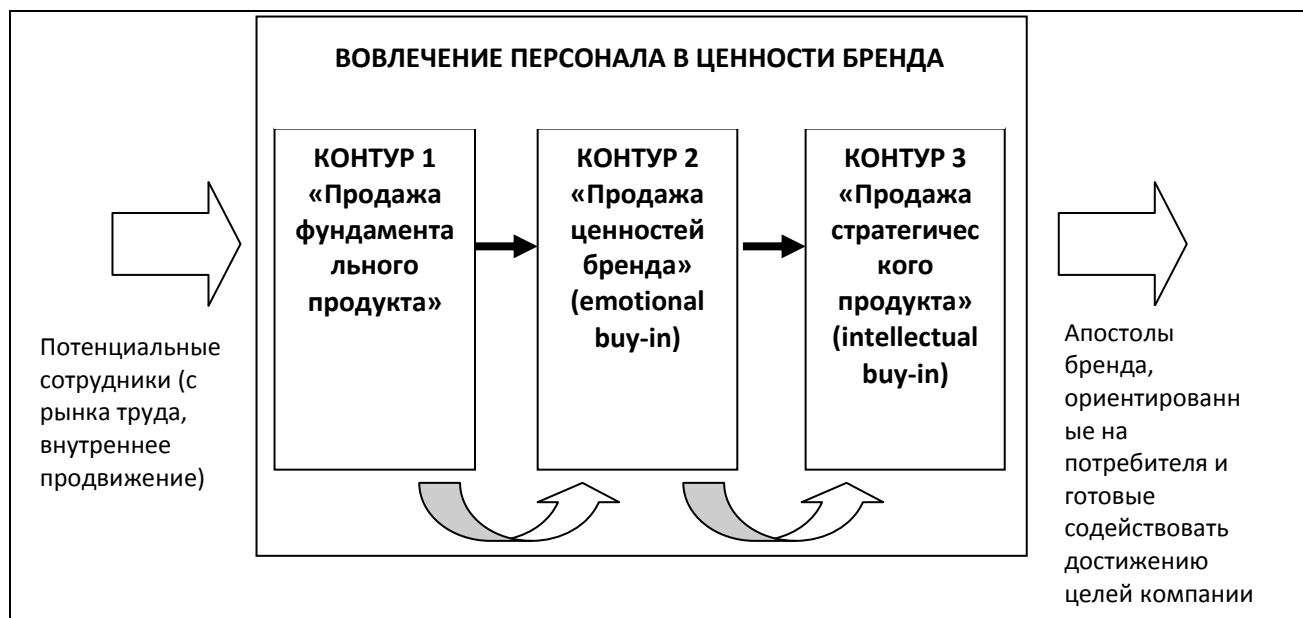 ВОВЛЕЧЕНИЕ ПЕРСОНАЛА В ЦЕННОСТИ БРЕНДА
КОНТУР 1
«Продажа
фундамента
льного
продукта»
КОНТУР 2
«Продажа
ценностей
бренда»
(emotional
buy-in)
КОНТУР 3
«Продажа
стратегичес
кого
продукта»
(intellectual
buy-in)
Потенциальные
сотрудники (с
рынка труда,
внутреннее
продвижение)
Апостолы
бренда,
ориентированн
ые на
потребителя и
готовые
содействовать
достижению
целей компании